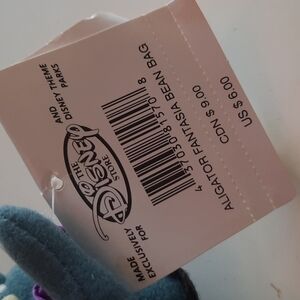 MADE
EXCLUSIVELY
FOR
THE
DISNEY
STORE
AND THEME
DISNEY PARKS
ALLIGATOR FANTASIA BEAN BAG
CDN $ 9.00
US $ 6.00